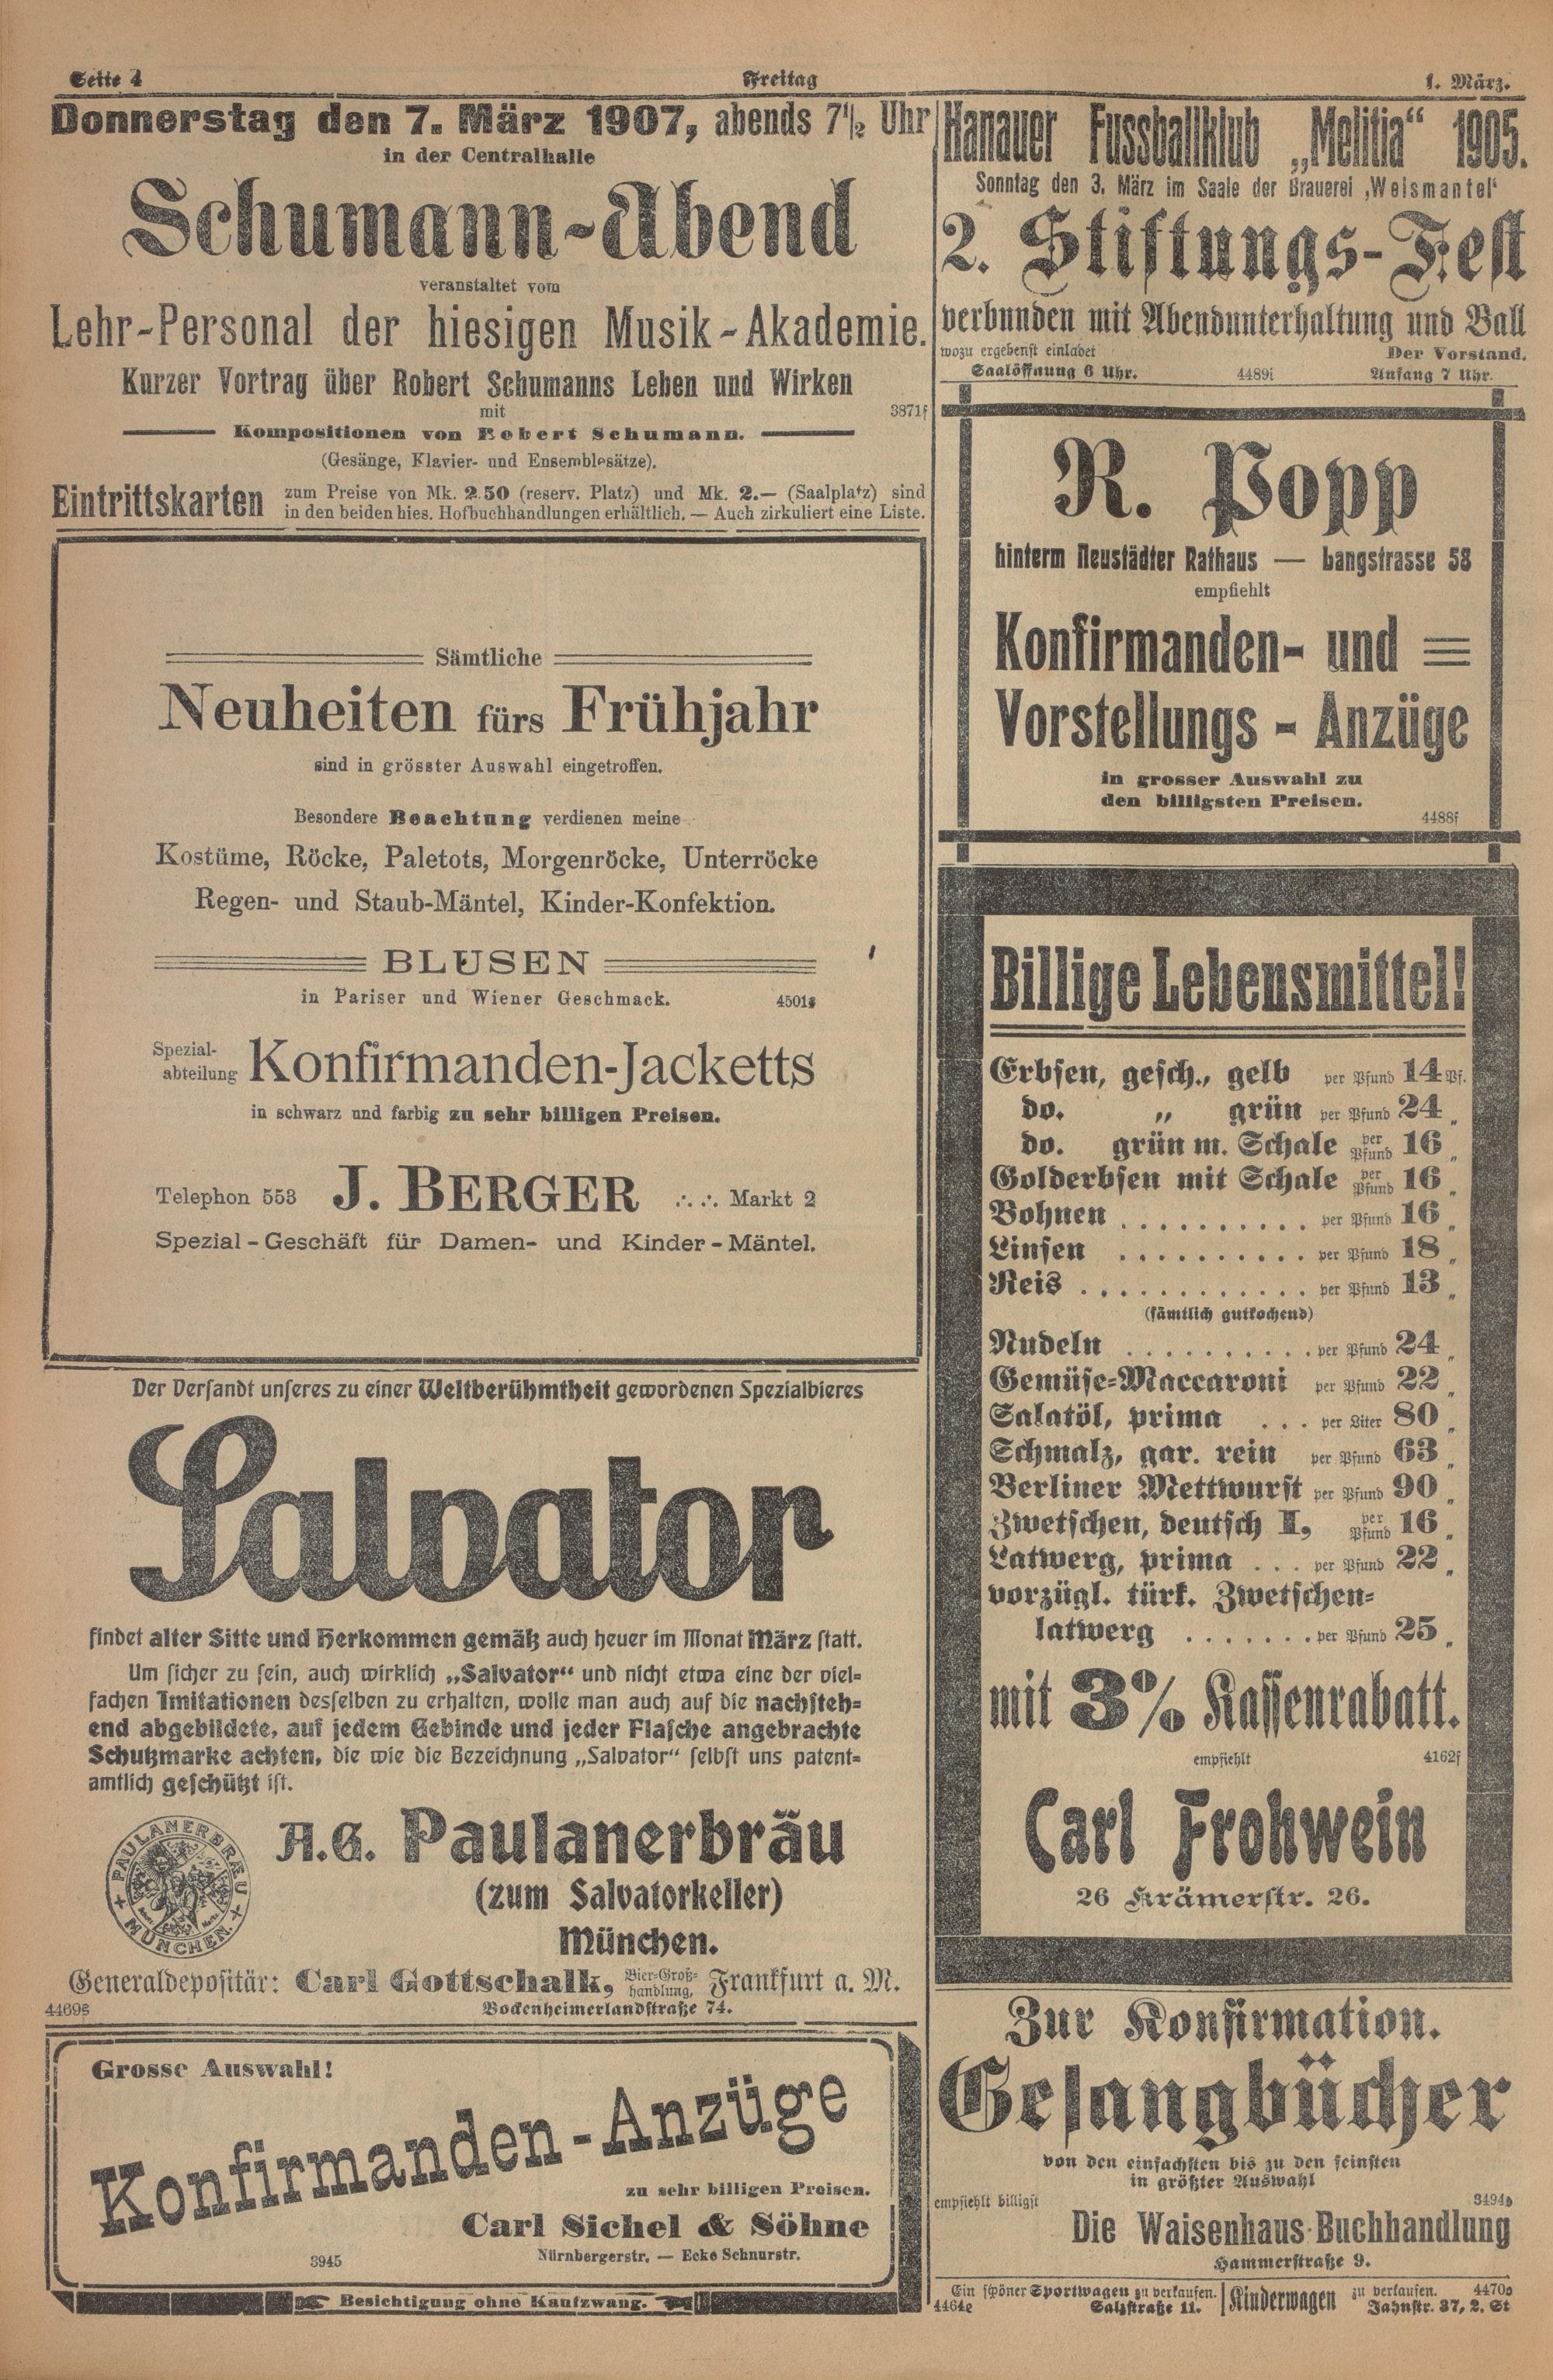 Seite 4
Freitag
1. März.
Donnerstag den 7. März 1907, abends 7½ Uhr
in der Centralhalle
Schumann-Abend
veranstaltet vom
Lehr-Personal der hiesigen Musik-Akademie.
Kurzer Vortrag über Robert Schumanns Leben und Wirken
mit
3871f
Kompositionen von Robert Schumann.
(Gesänge, Klavier- und Ensemblesätze).
Eintrittskarten zum Preise von Mk. 2.50 (reserv. Platz) und Mk. 2.— (Saalplatz) sind
in den beiden hies. Hofbuchhandlungen erhältlich. — Auch zirkuliert eine Liste.
Sämtliche
Neuheiten fürs Frühjahr
sind in grösster Auswahl eingetroffen.
Besondere Beachtung verdienen meine
Kostüme, Röcke, Paletots, Morgenröcke, Unterröcke
Regen- und Staub-Mäntel, Kinder-Konfektion.
BLUSEN
in Pariser und Wiener Geschmack. 4501s
Spezial-
abteilung Konfirmanden-Jacketts
in schwarz und farbig zu sehr billigen Preisen.
Telephon 553 J. BERGER ∴ ∴ Markt 2
Spezial-Geschäft für Damen- und Kinder-Mäntel.
Der Versandt unseres zu einer Weltberühmtheit gewordenen Spezialbieres
Salvator
findet alter Sitte und Herkommen gemäß auch heuer im Monat März statt.
Um sicher zu sein, auch wirklich „Salvator“ und nicht etwa eine der viel-
fachen Imitationen desselben zu erhalten, wolle man auch auf die nachsteh-
end abgebildete, auf jedem Gebinde und jeder Flasche angebrachte
Schutzmarke achten, die wie die Bezeichnung „Salvator“ selbst uns patent-
amtlich geschützt ist.
PAULANERBRÆU
MÜNCHEN.
A.G. Paulanerbräu
(zum Salvatorkeller)
München.
Generaldepositär: Carl Gottschalk, Bier-Groß-
handlung, Frankfurt a. M.
4469s
Bockenheimerlandstraße 74.
Grosse Auswahl!
Konfirmanden-Anzüge
zu sehr billigen Preisen.
Carl Sichel & Söhne
3945
Nürnbergerstr. — Ecke Schnurstr.
Besichtigung ohne Kaufzwang.
Hanauer Fussballklub „Melitia“ 1905.
Sonntag den 3. März im Saale der Brauerei ‚Weismantel‘
2. Stiftungs-Fest
verbunden mit Abendunterhaltung und Ball
wozu ergebenst einladet
Der Vorstand.
Saalöffnung 6 Uhr. 4489i Anfang 7 Uhr.
R. Popp
hinterm Neustädter Rathaus — Langstrasse 58
empfiehlt
Konfirmanden- und
Vorstellungs-Anzüge
in grosser Auswahl zu
den billigsten Preisen.
4488f
Billige Lebensmittel!
Erbsen, gesch., gelb per Pfund 14 Pf.
do. „ grün per Pfund 24 „
do. grün m. Schale per Pfund 16 „
Golderbsen mit Schale per Pfund 16 „
Bohnen . . . . . . . . . . per Pfund 16 „
Linsen . . . . . . . . . . per Pfund 18 „
Reis . . . . . . . . . . . . per Pfund 13 „
(sämtlich gutkochend)
Nudeln . . . . . . . . . . per Pfund 24 „
Gemüse-Maccaroni per Pfund 22 „
Salatöl, prima . . . per Liter 80 „
Schmalz, gar. rein per Pfund 63 „
Berliner Mettwurst per Pfund 90 „
Zwetschen, deutsch I, per Pfund 16 „
Latwerg, prima . . . per Pfund 22 „
vorzügl. türk. Zwetschen-
latwerg . . . . . . . per Pfund 25 „
mit 3% Kassenrabatt.
empfiehlt 4162f
Carl Frohwein
26 Krämerstr. 26.
Zur Konfirmation.
Gesangbücher
von den einfachsten bis zu den feinsten
in größter Auswahl
empfiehlt billigst
Die Waisenhaus-Buchhandlung
Hammerstraße 9.
Ein schöner Sportwagen zu verkaufen.
4464e Salzstraße 11.
Kinderwagen zu verkaufen.
Jahnstr. 37, 2. St